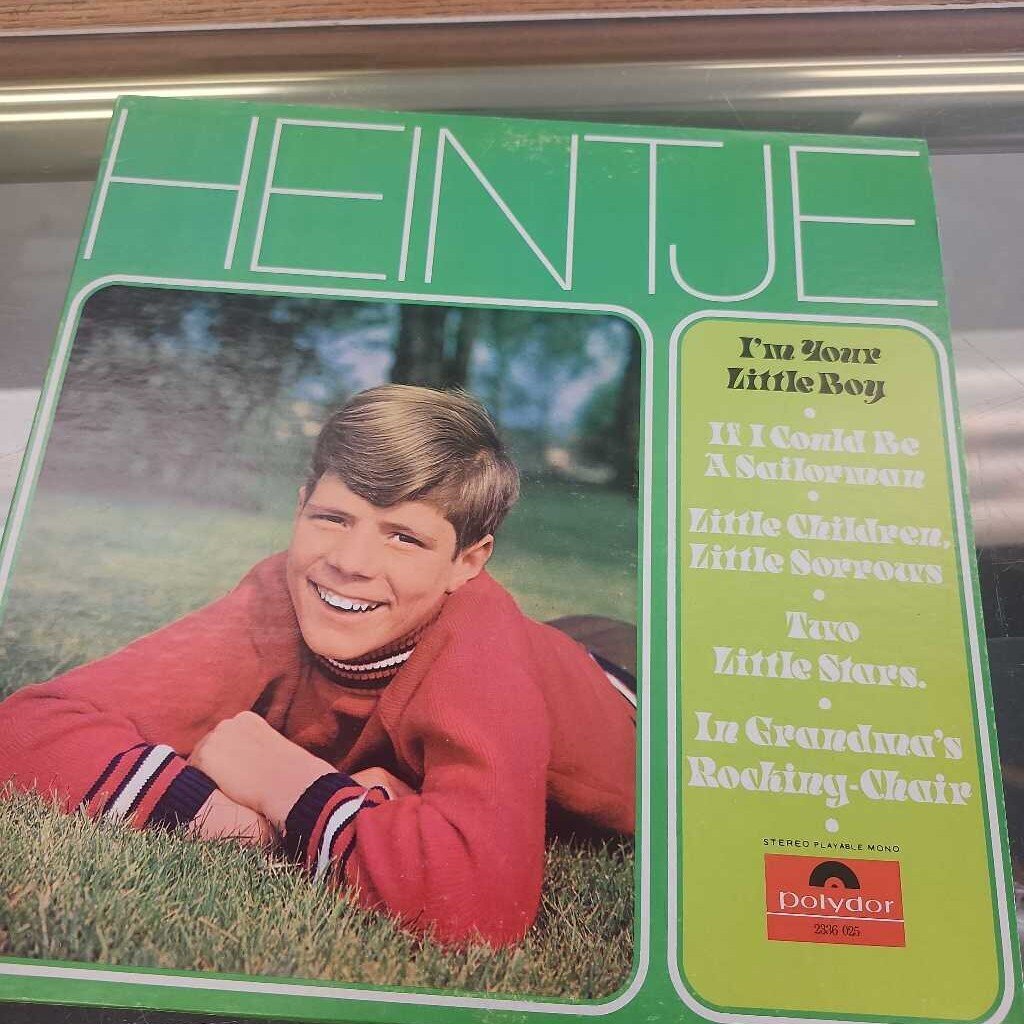 HEINTJE
I'm Your
Little Boy
If I Could Be
A Sailorman
Little Children,
Little Sorrows
Two
Little Stars.
In Grandma's
Rocking-Chair
STEREO PLAYABLE MONO
polydor
2336 025